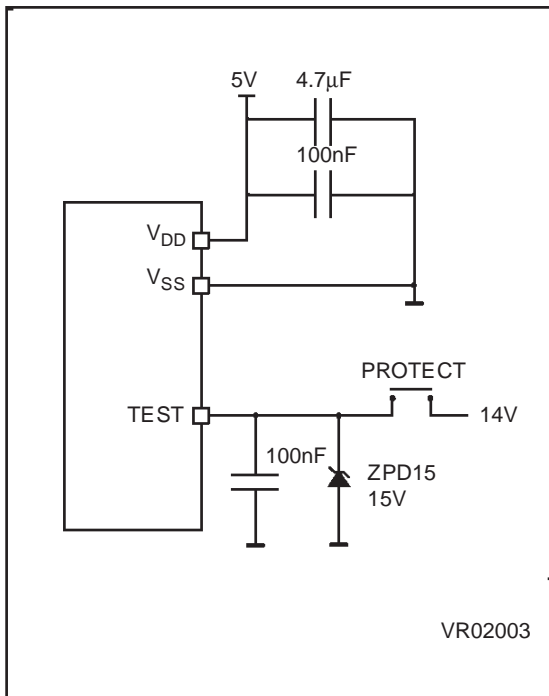 5V
4.7μF
100nF
VDD
VSS
PROTECT
TEST
14V
100nF
ZPD15
15V
VR02003